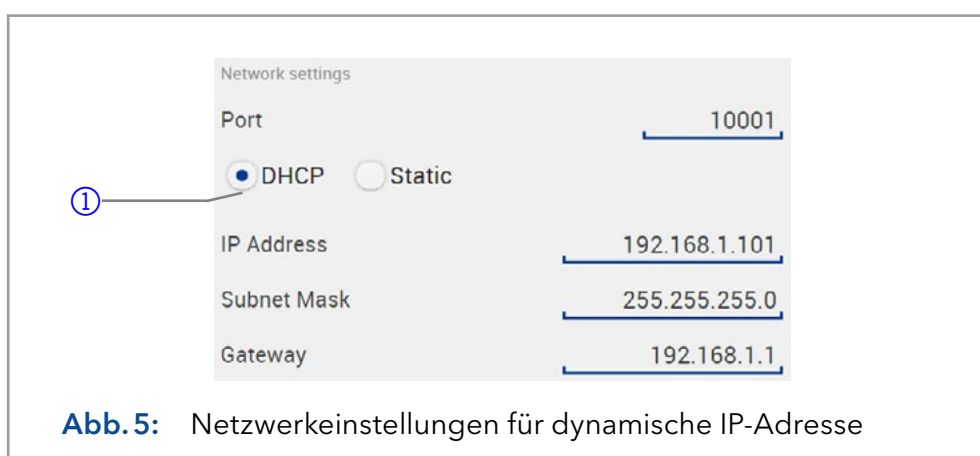 Network settings
Port 10001
DHCP Static
①
IP Address 192.168.1.101
Subnet Mask 255.255.255.0
Gateway 192.168.1.1
Abb. 5: Netzwerkeinstellungen für dynamische IP-Adresse